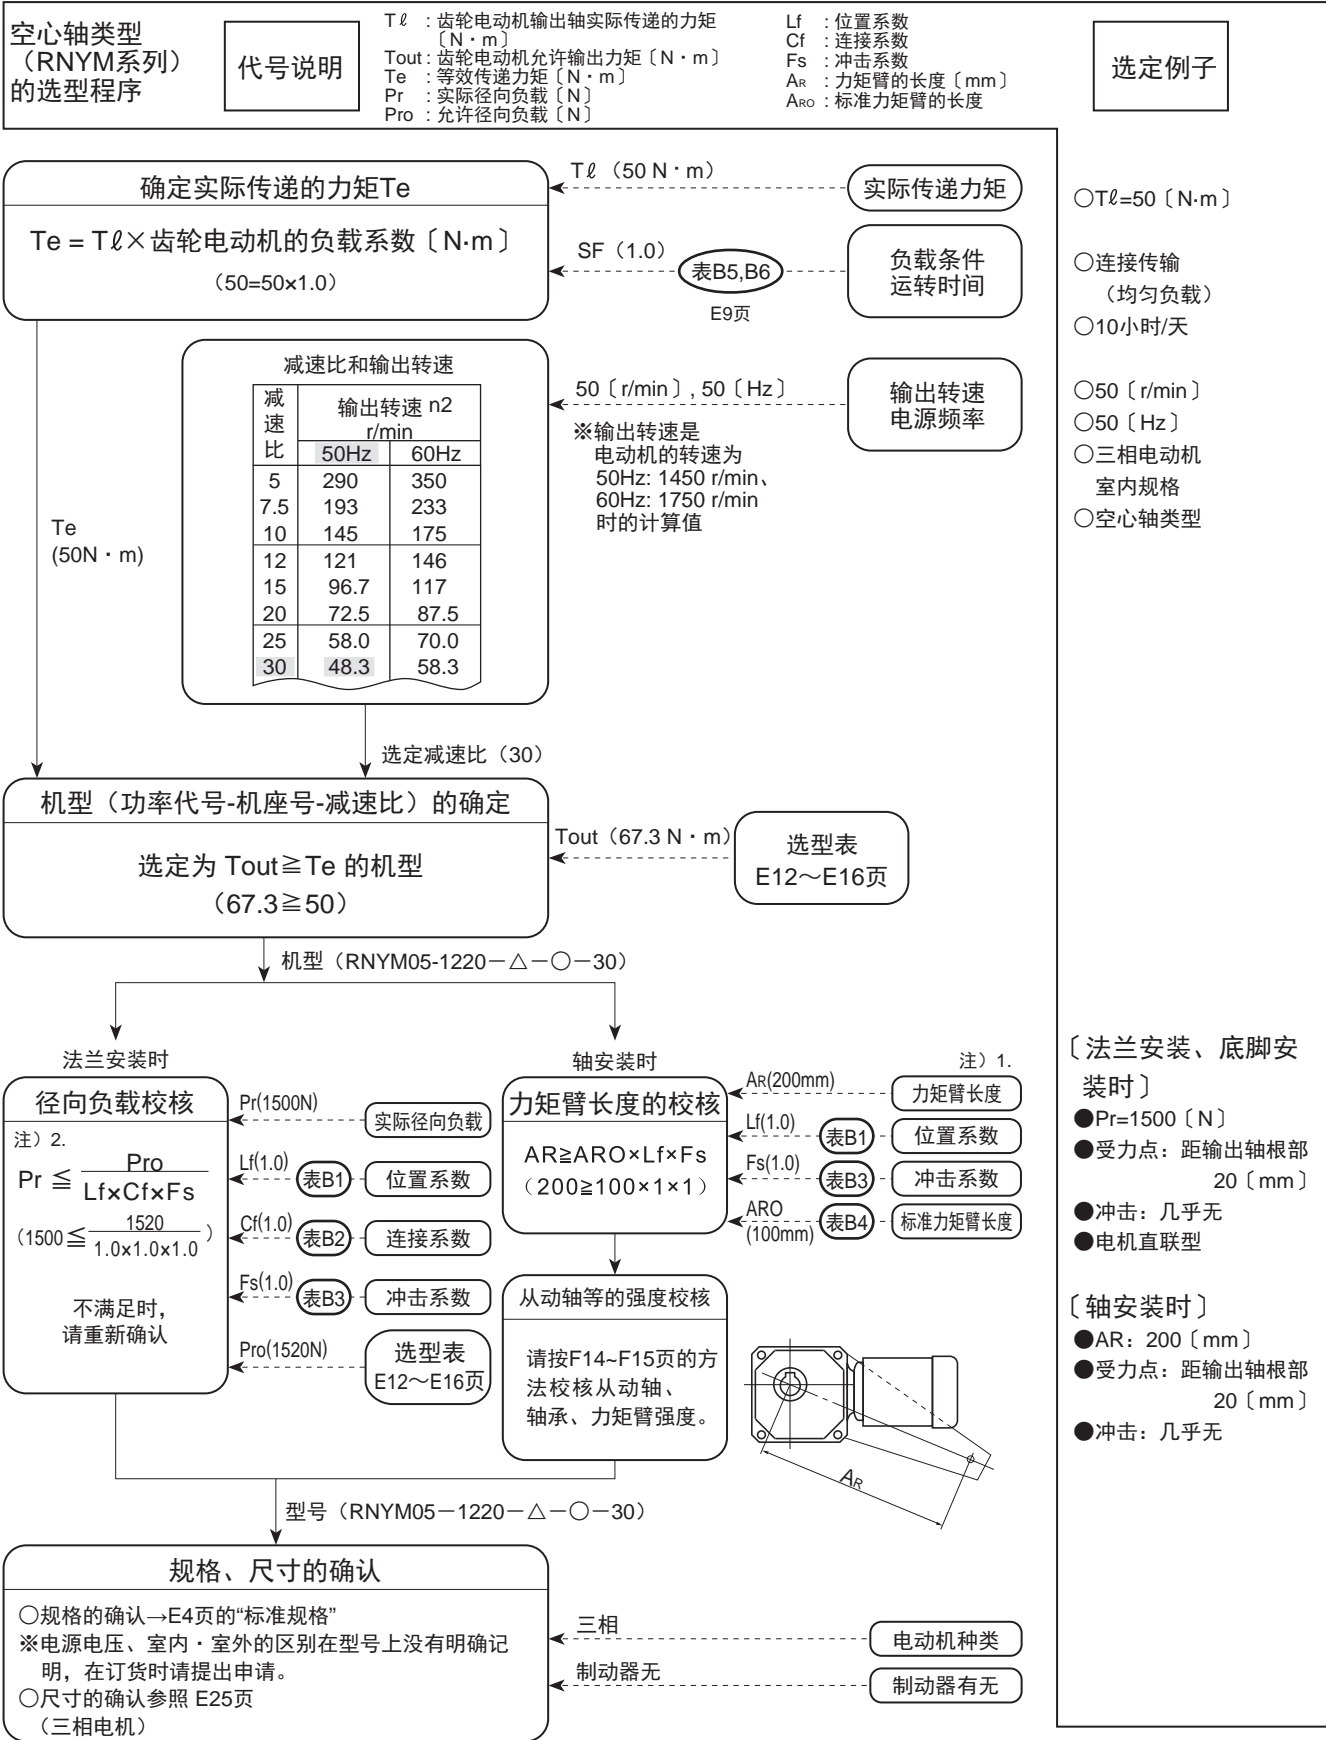 空心轴类型
（RNYM系列）
的选型程序
代号说明
Tℓ ：齿轮电动机输出轴实际传递的力矩
〔N・m〕
Tout：齿轮电动机允许输出力矩〔N・m〕
Te ：等效传递力矩〔N・m〕
Pr ：实际径向负载〔N〕
Pro ：允许径向负载〔N〕
Lf ：位置系数
Cf ：连接系数
Fs ：冲击系数
AR ：力矩臂的长度〔mm〕
ARO ：标准力矩臂的长度
选定例子
确定实际传递的力矩Te
Te = Tℓ×齿轮电动机的负载系数〔N·m〕
（50=50×1.0）
Tℓ （50 N・m）
实际传递力矩
SF（1.0）
表B5,B6
E9页
负载条件
运转时间
○Tℓ=50〔N·m〕
○连接传输
（均匀负载）
○10小时/天
减速比和输出转速
减速比 输出转速 n2
r/min
50Hz 60Hz
5 290 350
7.5 193 233
10 145 175
12 121 146
15 96.7 117
20 72.5 87.5
25 58.0 70.0
30 48.3 58.3
50〔r/min〕, 50〔Hz〕
输出转速
电源频率
※输出转速是
电动机的转速为
50Hz: 1450 r/min、
60Hz: 1750 r/min
时的计算值
○50〔r/min〕
○50〔Hz〕
○三相电动机
室内规格
○空心轴类型
Te
(50N・m)
选定减速比（30）
机型（功率代号-机座号-减速比）的确定
选定为 Tout≧Te 的机型
（67.3≧50）
Tout（67.3 N・m）
选型表
E12～E16页
机型（RNYM05-1220－△－○－30）
法兰安装时
径向负载校核
注）2.
Pr ≦ Pro
Lf×Cf×Fs
（1500≦ 1520 ）
1.0×1.0×1.0
不满足时，
请重新确认
Pr(1500N)
实际径向负载
Lf(1.0)
表B1
位置系数
Cf(1.0)
表B2
连接系数
Fs(1.0)
表B3
冲击系数
Pro(1520N)
选型表
E12～E16页
轴安装时
注）1.
力矩臂长度的校核
AR≧ARO×Lf×Fs
（200≧100×1×1）
AR(200mm)
力矩臂长度
Lf(1.0)
表B1
位置系数
Fs(1.0)
表B3
冲击系数
ARO
(100mm)
表B4
标准力矩臂长度
从动轴等的强度校核
请按F14~F15页的方
法校核从动轴、
轴承、力矩臂强度。
AR
〔法兰安装、底脚安
装时〕
●Pr=1500〔N〕
●受力点：距输出轴根部
20〔mm〕
●冲击：几乎无
●电机直联型
〔轴安装时〕
●AR：200〔mm〕
●受力点：距输出轴根部
20〔mm〕
●冲击：几乎无
型号（RNYM05－1220－△－○－30）
规格、尺寸的确认
○规格的确认→E4页的“标准规格”
※电源电压、室内・室外的区别在型号上没有明确记
明，在订货时请提出申请。
○尺寸的确认参照 E25页
（三相电机）
三相
电动机种类
制动器无
制动器有无